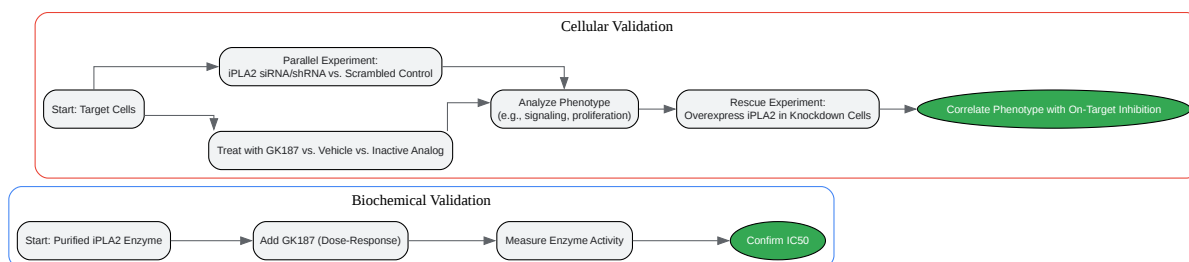 Cellular Validation
Parallel Experiment:
iPLA2 siRNA/shRNA vs. Scrambled Control
Start: Target Cells
Treat with GK187 vs. Vehicle vs. Inactive Analog
Analyze Phenotype
(e.g., signaling, proliferation)
Rescue Experiment:
Overexpress iPLA2 in Knockdown Cells
Correlate Phenotype with On-Target Inhibition
Biochemical Validation
Start: Purified iPLA2 Enzyme
Add GK187 (Dose-Response)
Measure Enzyme Activity
Confirm IC50